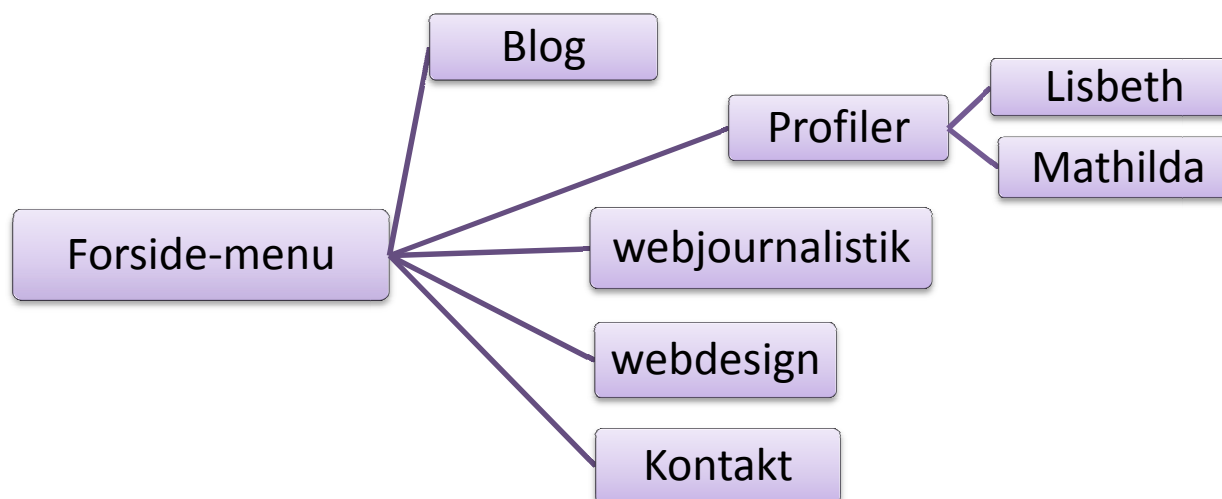 Forside-menu
Blog
Profiler
Lisbeth
Mathilda
webjournalistik
webdesign
Kontakt